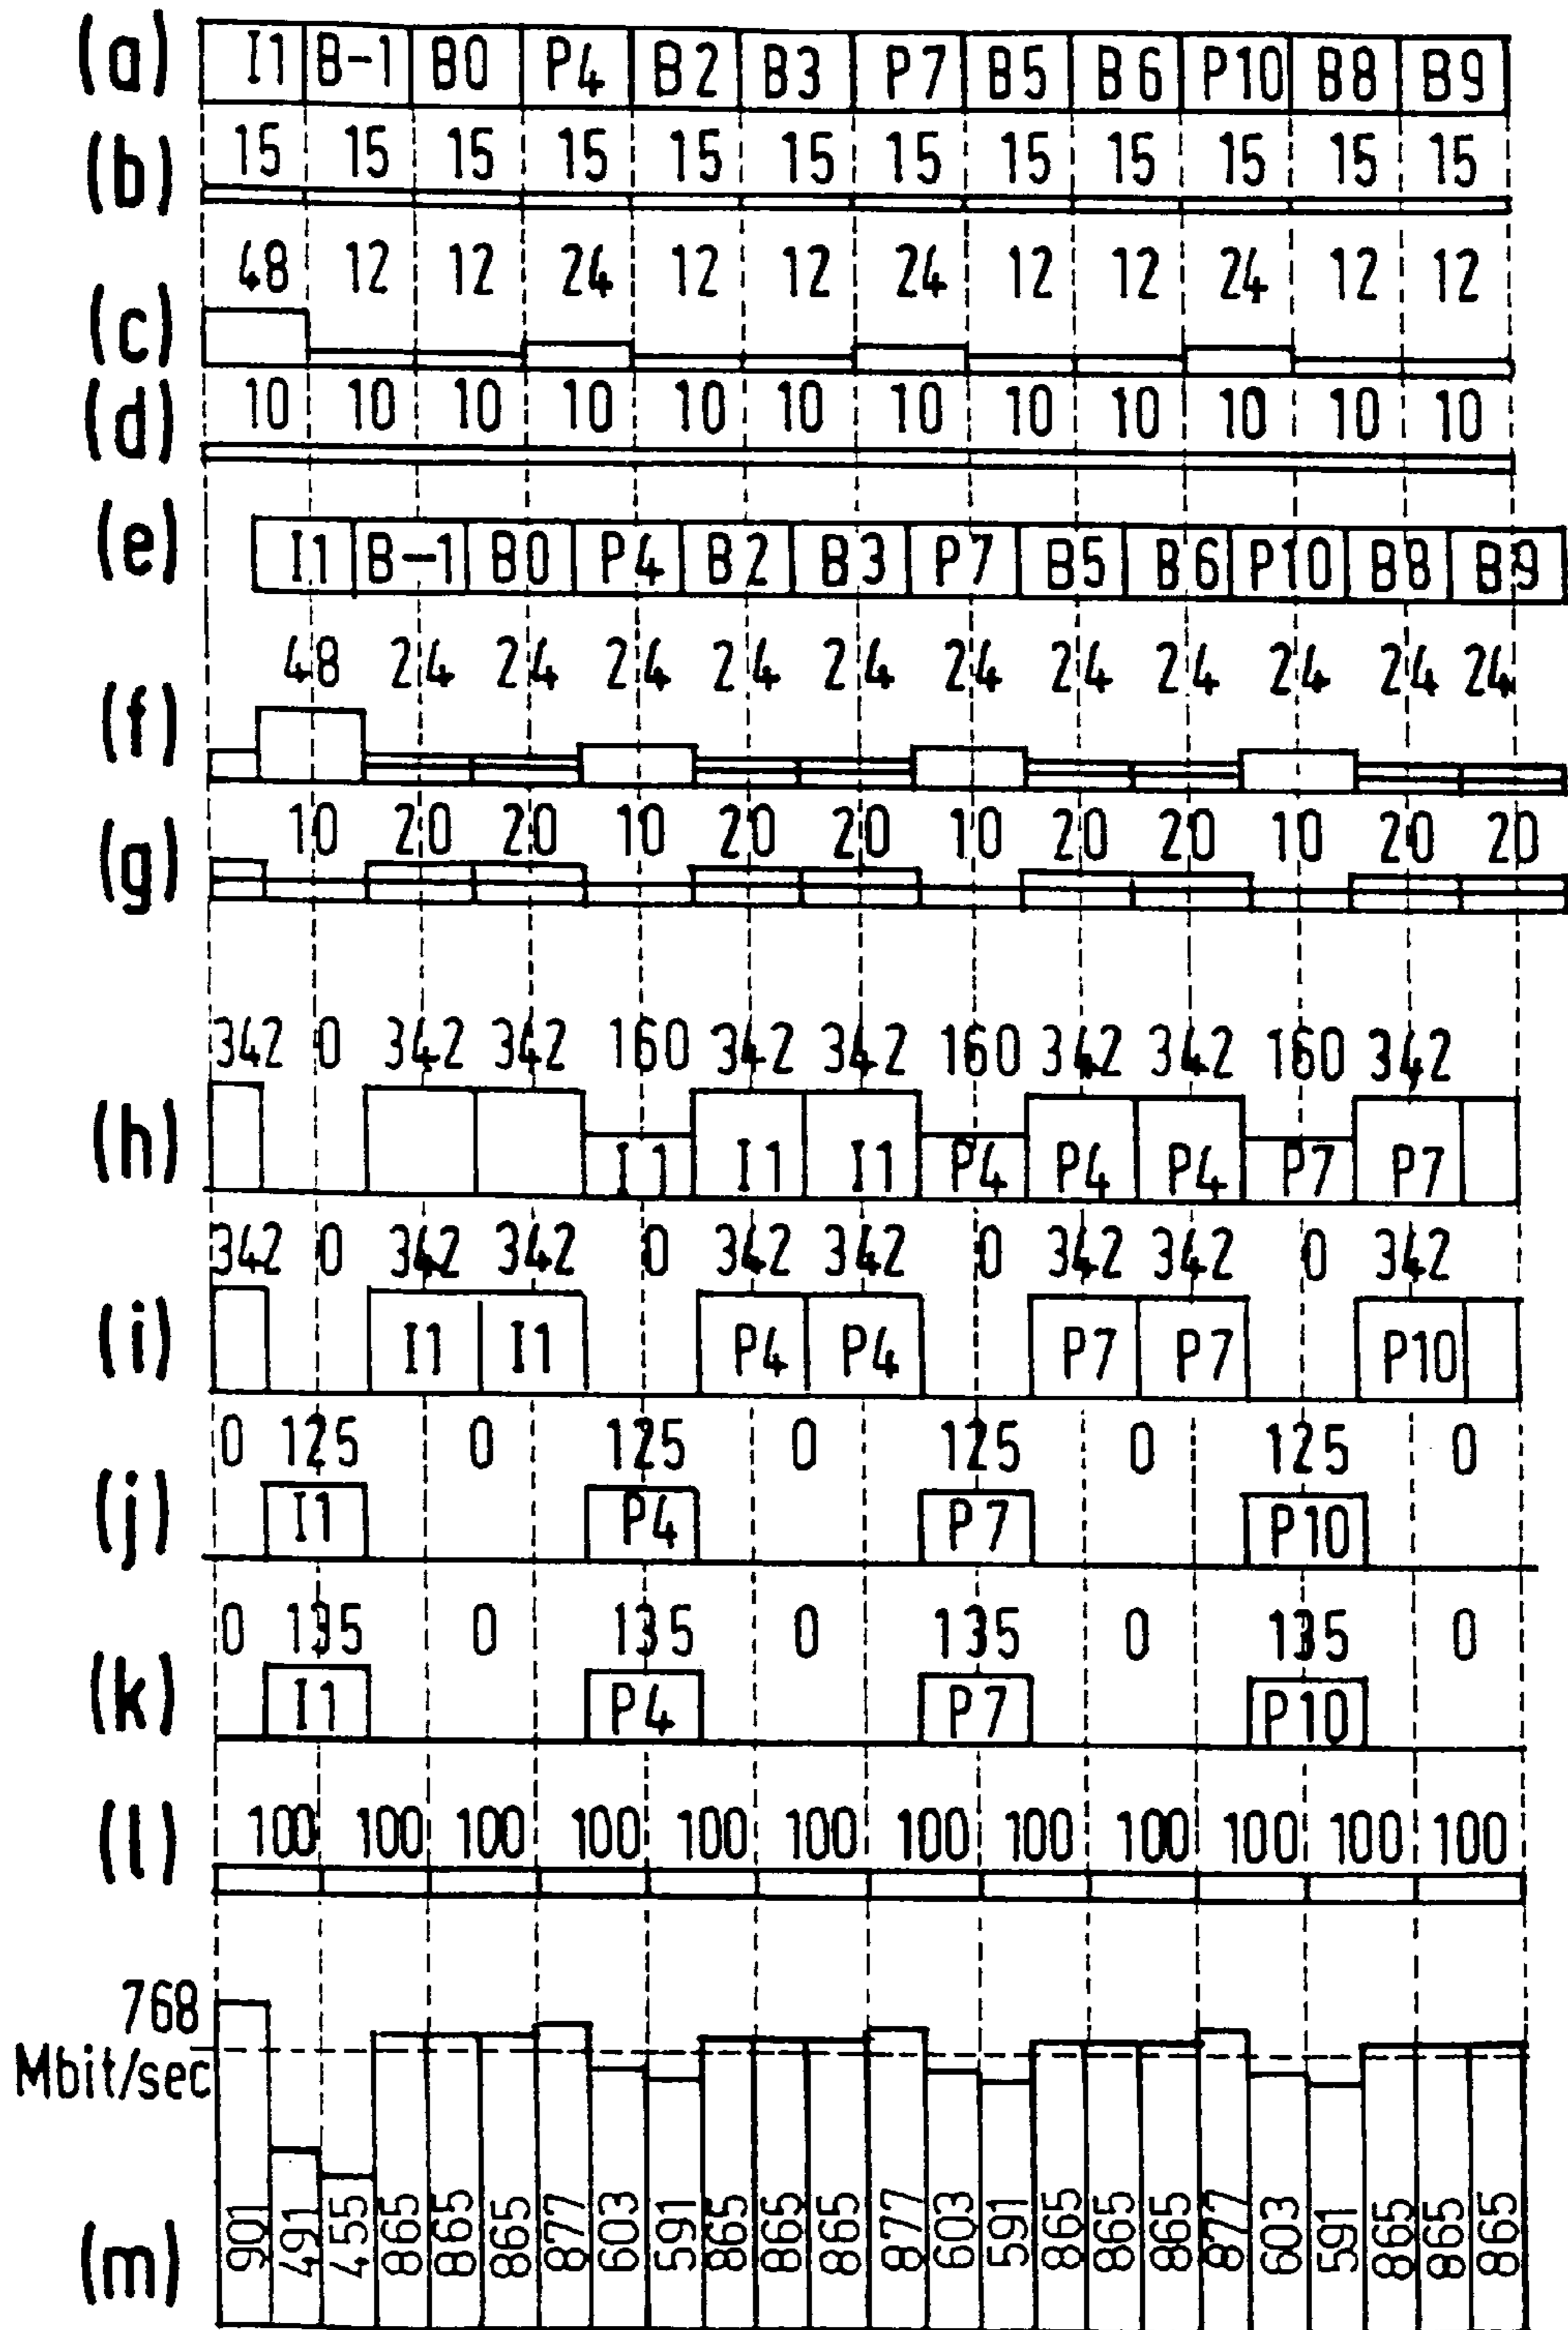 (a) I1 B-1 B0 P4 B2 B3 P7 B5 B6 P10 B8 B9
(b) 15 15 15 15 15 15 15 15 15 15 15 15
48 12 12 24 12 12 24 12 12 24 12 12
(c)
(d) 10 10 10 10 10 10 10 10 10 10 10 10
(e) I1 B-1 B0 P4 B2 B3 P7 B5 B6 P10 B8 B9
48 24 24 24 24 24 24 24 24 24 24 24
(f)
(g) 10 20 20 10 20 20 10 20 20 10 20 20
342 0 342 342 160 342 342 160 342 342 160 342
(h) I1 I1 I1 P4 P4 P4 P7 P7
342 0 342 342 0 342 342 0 342 342 0 342
(i) I1 I1 P4 P4 P7 P7 P10
0 125 0 125 0 125 0 125 0
(j) I1 P4 P7 P10
0 135 0 135 0 135 0 135 0
(k) I1 P4 P7 P10
(l) 100 100 100 100 100 100 100 100 100 100 100 100
768
Mbit/sec
(m) 901 491 455 865 865 865 877 603 591 865 865 865 877 603 591 865 865 865 877 603 591 865 865 865